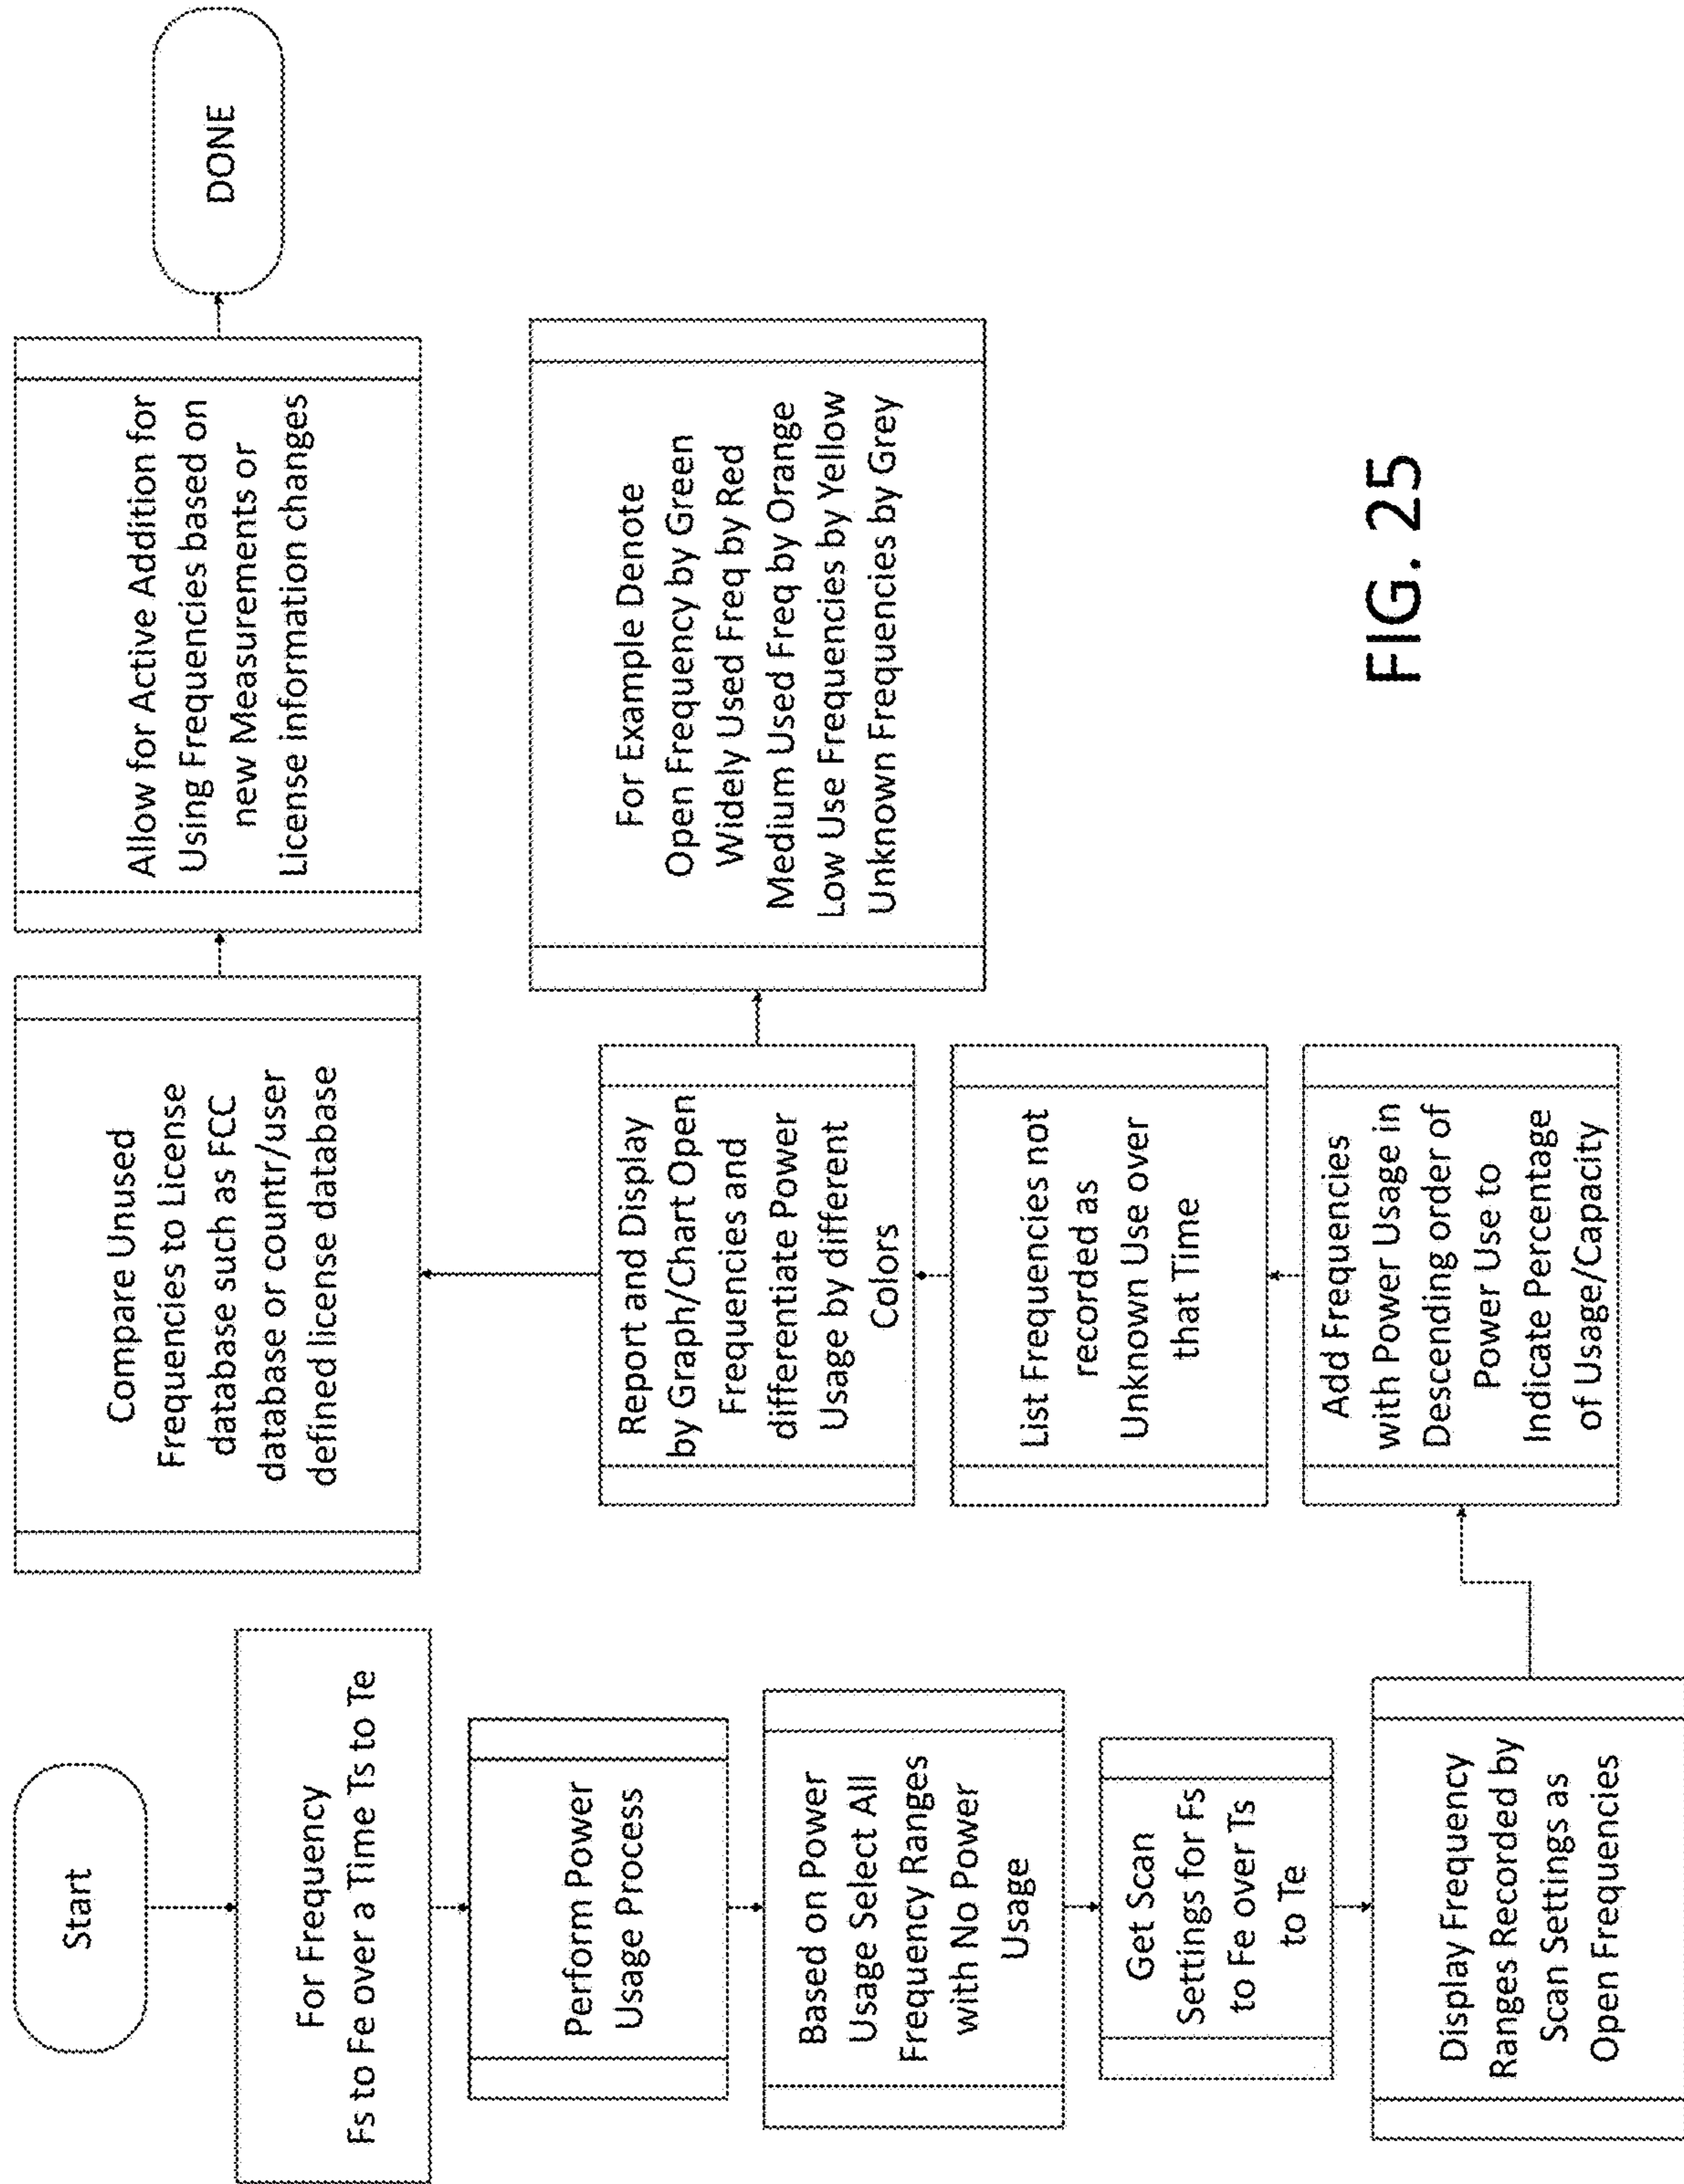 Start
For Frequency
Fs to Fe over a Time Ts to Te
Perform Power
Usage Process
Based on Power
Usage Select All
Frequency Ranges
with No Power
Usage
Get Scan
Settings for Fs
to Fe over Ts
to Te
Display Frequency
Ranges Recorded by
Scan Settings as
Open Frequencies
Add Frequencies
with Power Usage in
Descending order of
Power Use to
Indicate Percentage
of Usage/Capacity
List Frequencies not
recorded as
Unknown Use over
that Time
Report and Display
by Graph/Chart Open
Frequencies and
differentiate Power
Usage by different
Colors
For Example Denote
Open Frequency by Green
Widely Used Freq by Red
Medium Used Freq by Orange
Low Use Frequencies by Yellow
Unknown Frequencies by Grey
Compare Unused
Frequencies to License
database such as FCC
database or countr/user
defined license database
Allow for Active Addition for
Using Frequencies based on
new Measurements or
License information changes
DONE
FIG. 25